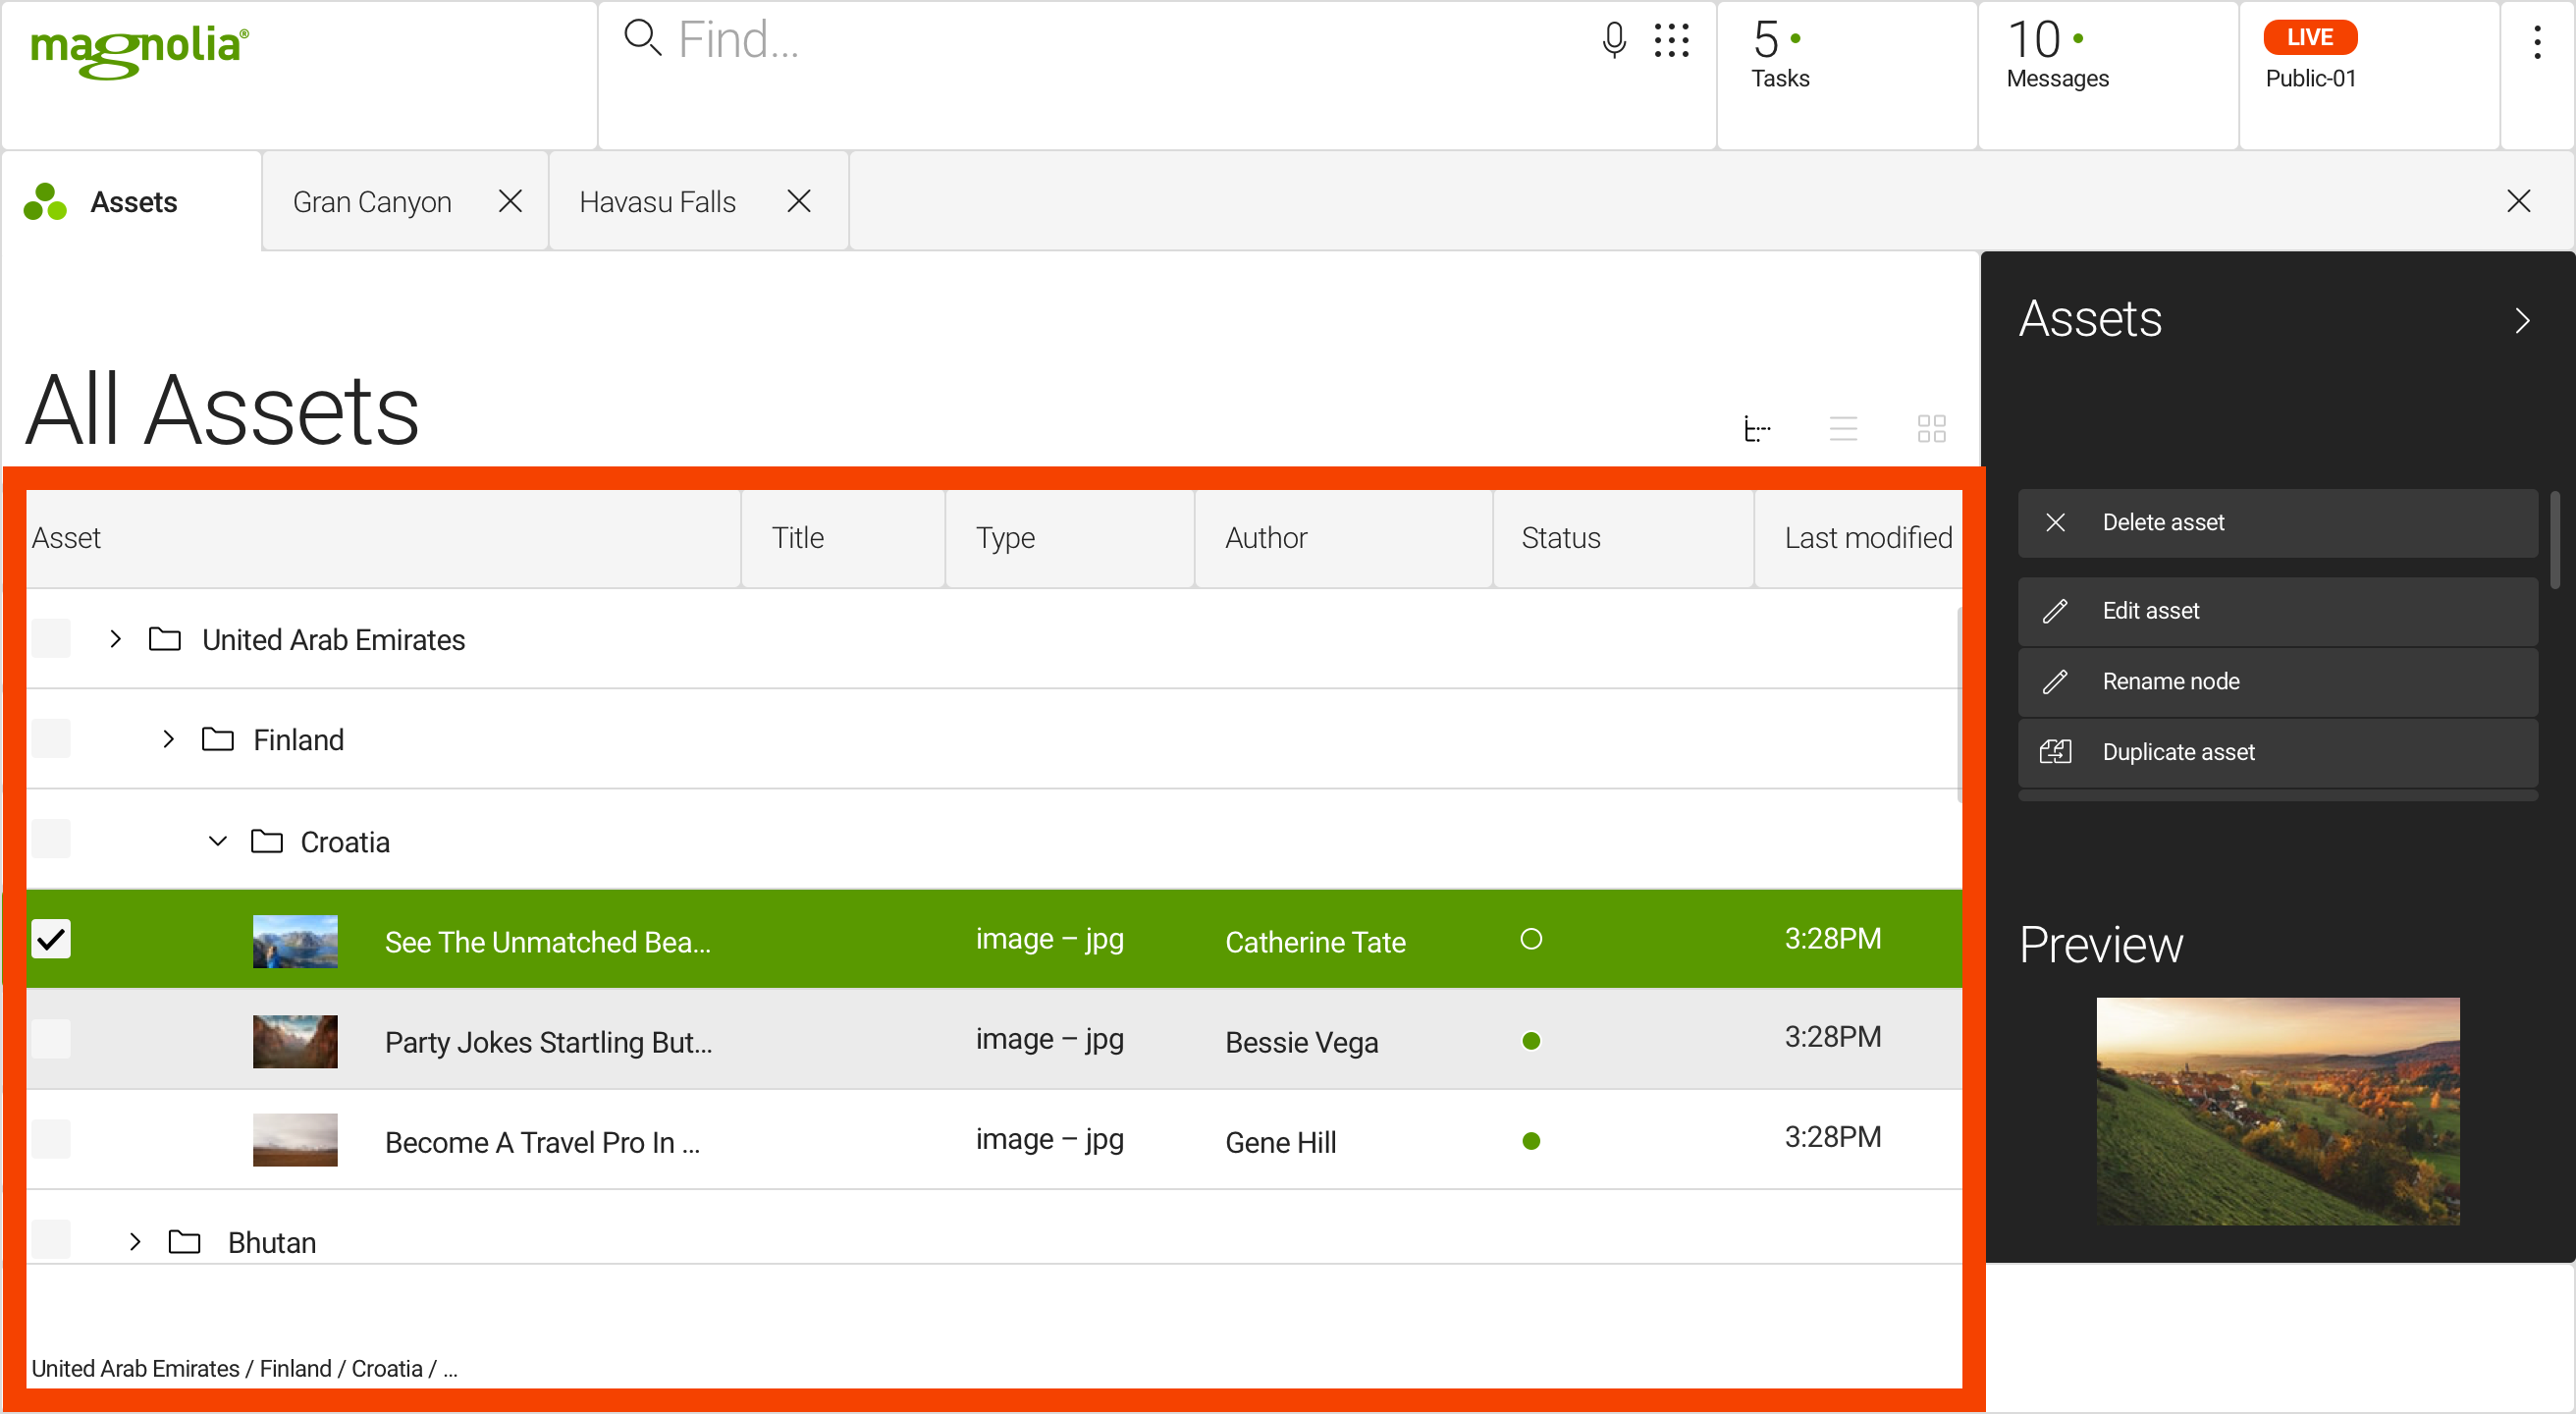 magnolia®
Find...
5
Tasks
10
Messages
LIVE
Public-01
Assets
Gran Canyon
Havasu Falls
All Assets
Asset Title Type Author Status Last modified
United Arab Emirates
Finland
Croatia
See The Unmatched Bea... image – jpg Catherine Tate 3:28PM
Party Jokes Startling But... image – jpg Bessie Vega 3:28PM
Become A Travel Pro In ... image – jpg Gene Hill 3:28PM
Bhutan
United Arab Emirates / Finland / Croatia / ...
Assets
Delete asset
Edit asset
Rename node
Duplicate asset
Preview